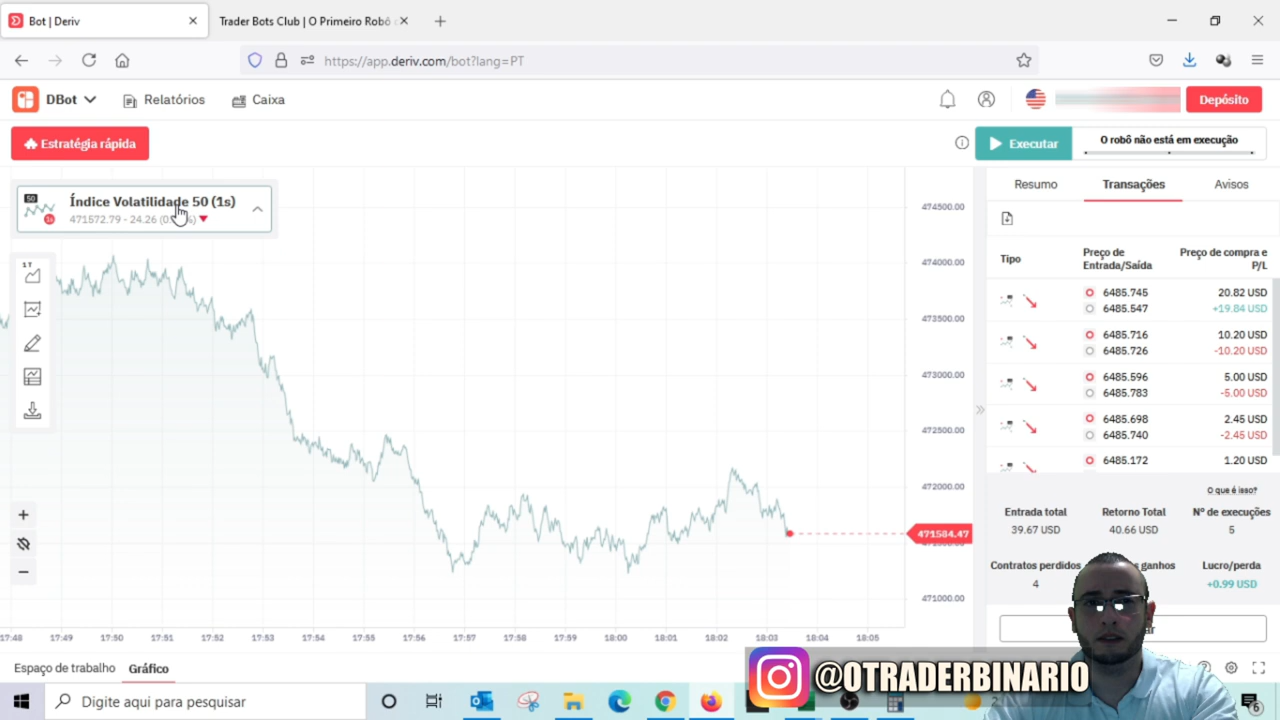 Bot | Deriv
Trader Bots Club | O Primeiro Robô
https://app.deriv.com/bot?lang=PT
DBot
Relatórios
Caixa
Depósito
Estratégia rápida
Executar
O robô não está em execução
50
Índice Volatilidade 50 (1s)
1s
471572.79 - 24.26
Resumo
Transações
Avisos
Tipo
Preço de Entrada/Saída
Preço de compra e P/L
6485.745
20.82 USD
6485.547
+19.84 USD
6485.716
10.20 USD
6485.726
-10.20 USD
6485.596
5.00 USD
6485.783
-5.00 USD
6485.698
2.45 USD
6485.740
-2.45 USD
6485.172
1.20 USD
O que é isso?
Entrada total
Retorno Total
Nº de execuções
39.67 USD
40.66 USD
5
Contratos perdidos
ganhos
Lucro/perda
4
+0.99 USD
1T
474500.00
474000.00
473500.00
473000.00
472500.00
472000.00
471584.47
471000.00
17:48
17:49
17:50
17:51
17:52
17:53
17:54
17:55
17:56
17:57
17:58
17:59
18:00
18:01
18:02
18:03
18:04
18:05
Espaço de trabalho
Gráfico
@OTRADERBINARIO
Digite aqui para pesquisar
6